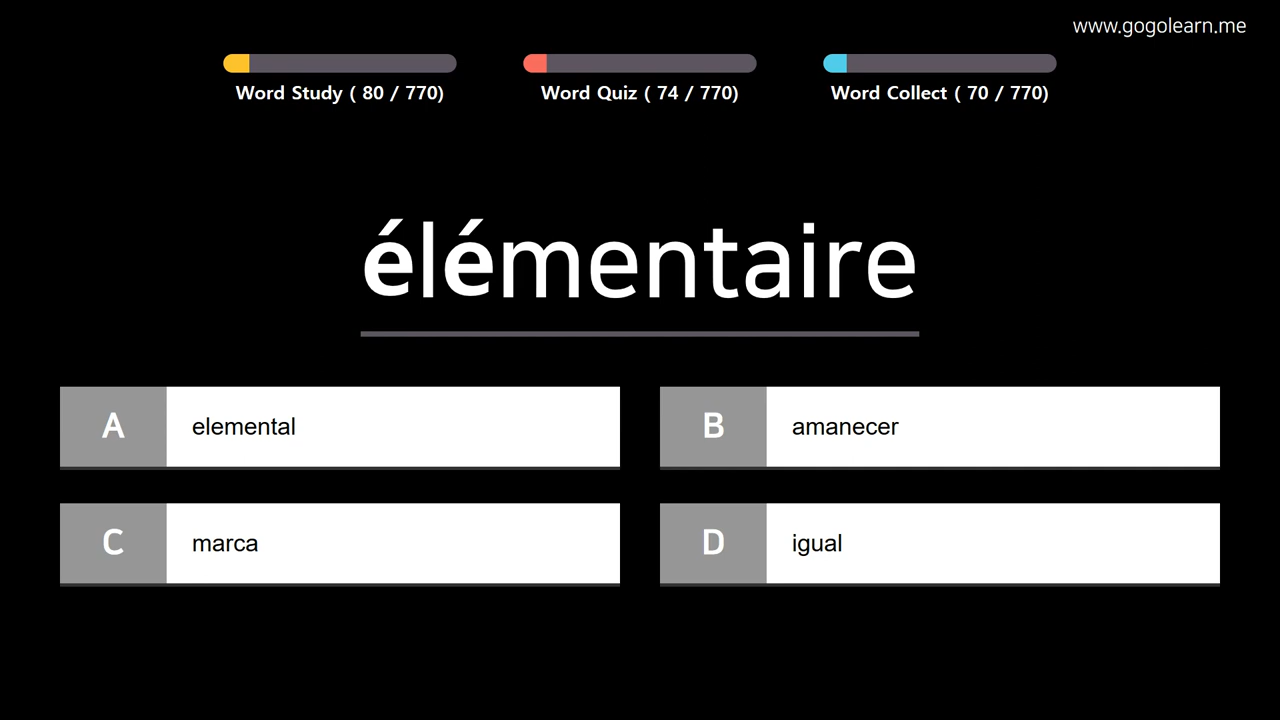 www.gogolearn.me
Word Study ( 80 / 770)
Word Quiz ( 74 / 770)
Word Collect ( 70 / 770)
élémentaire
A elemental
B amanecer
C marca
D igual